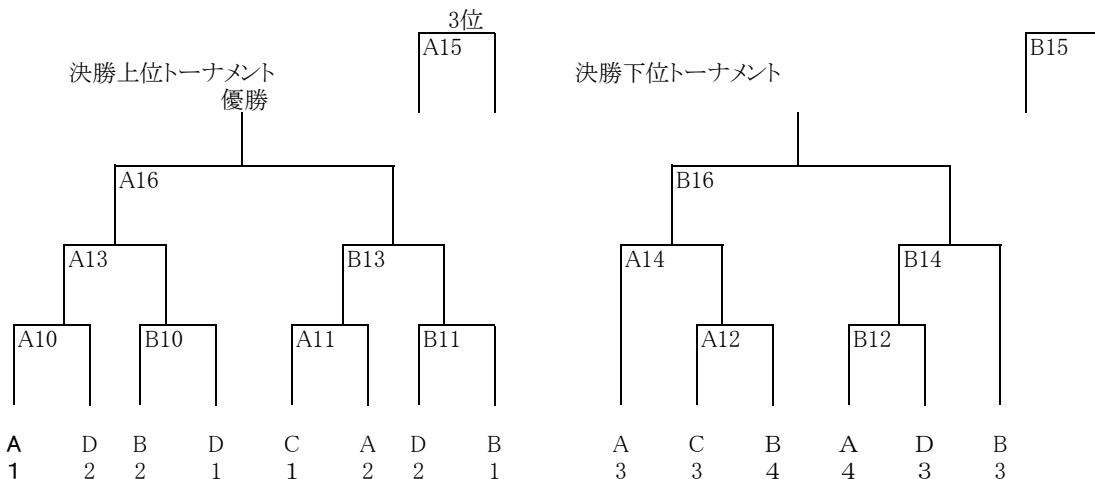 3位
A15
B15
決勝上位トーナメント
決勝下位トーナメント
優勝
A16
B16
A13
B13
A14
B14
A10
B10
A11
B11
A12
B12
A D B D C A D B A C B A D B
1 2 2 1 1 2 2 1 3 3 4 4 3 3